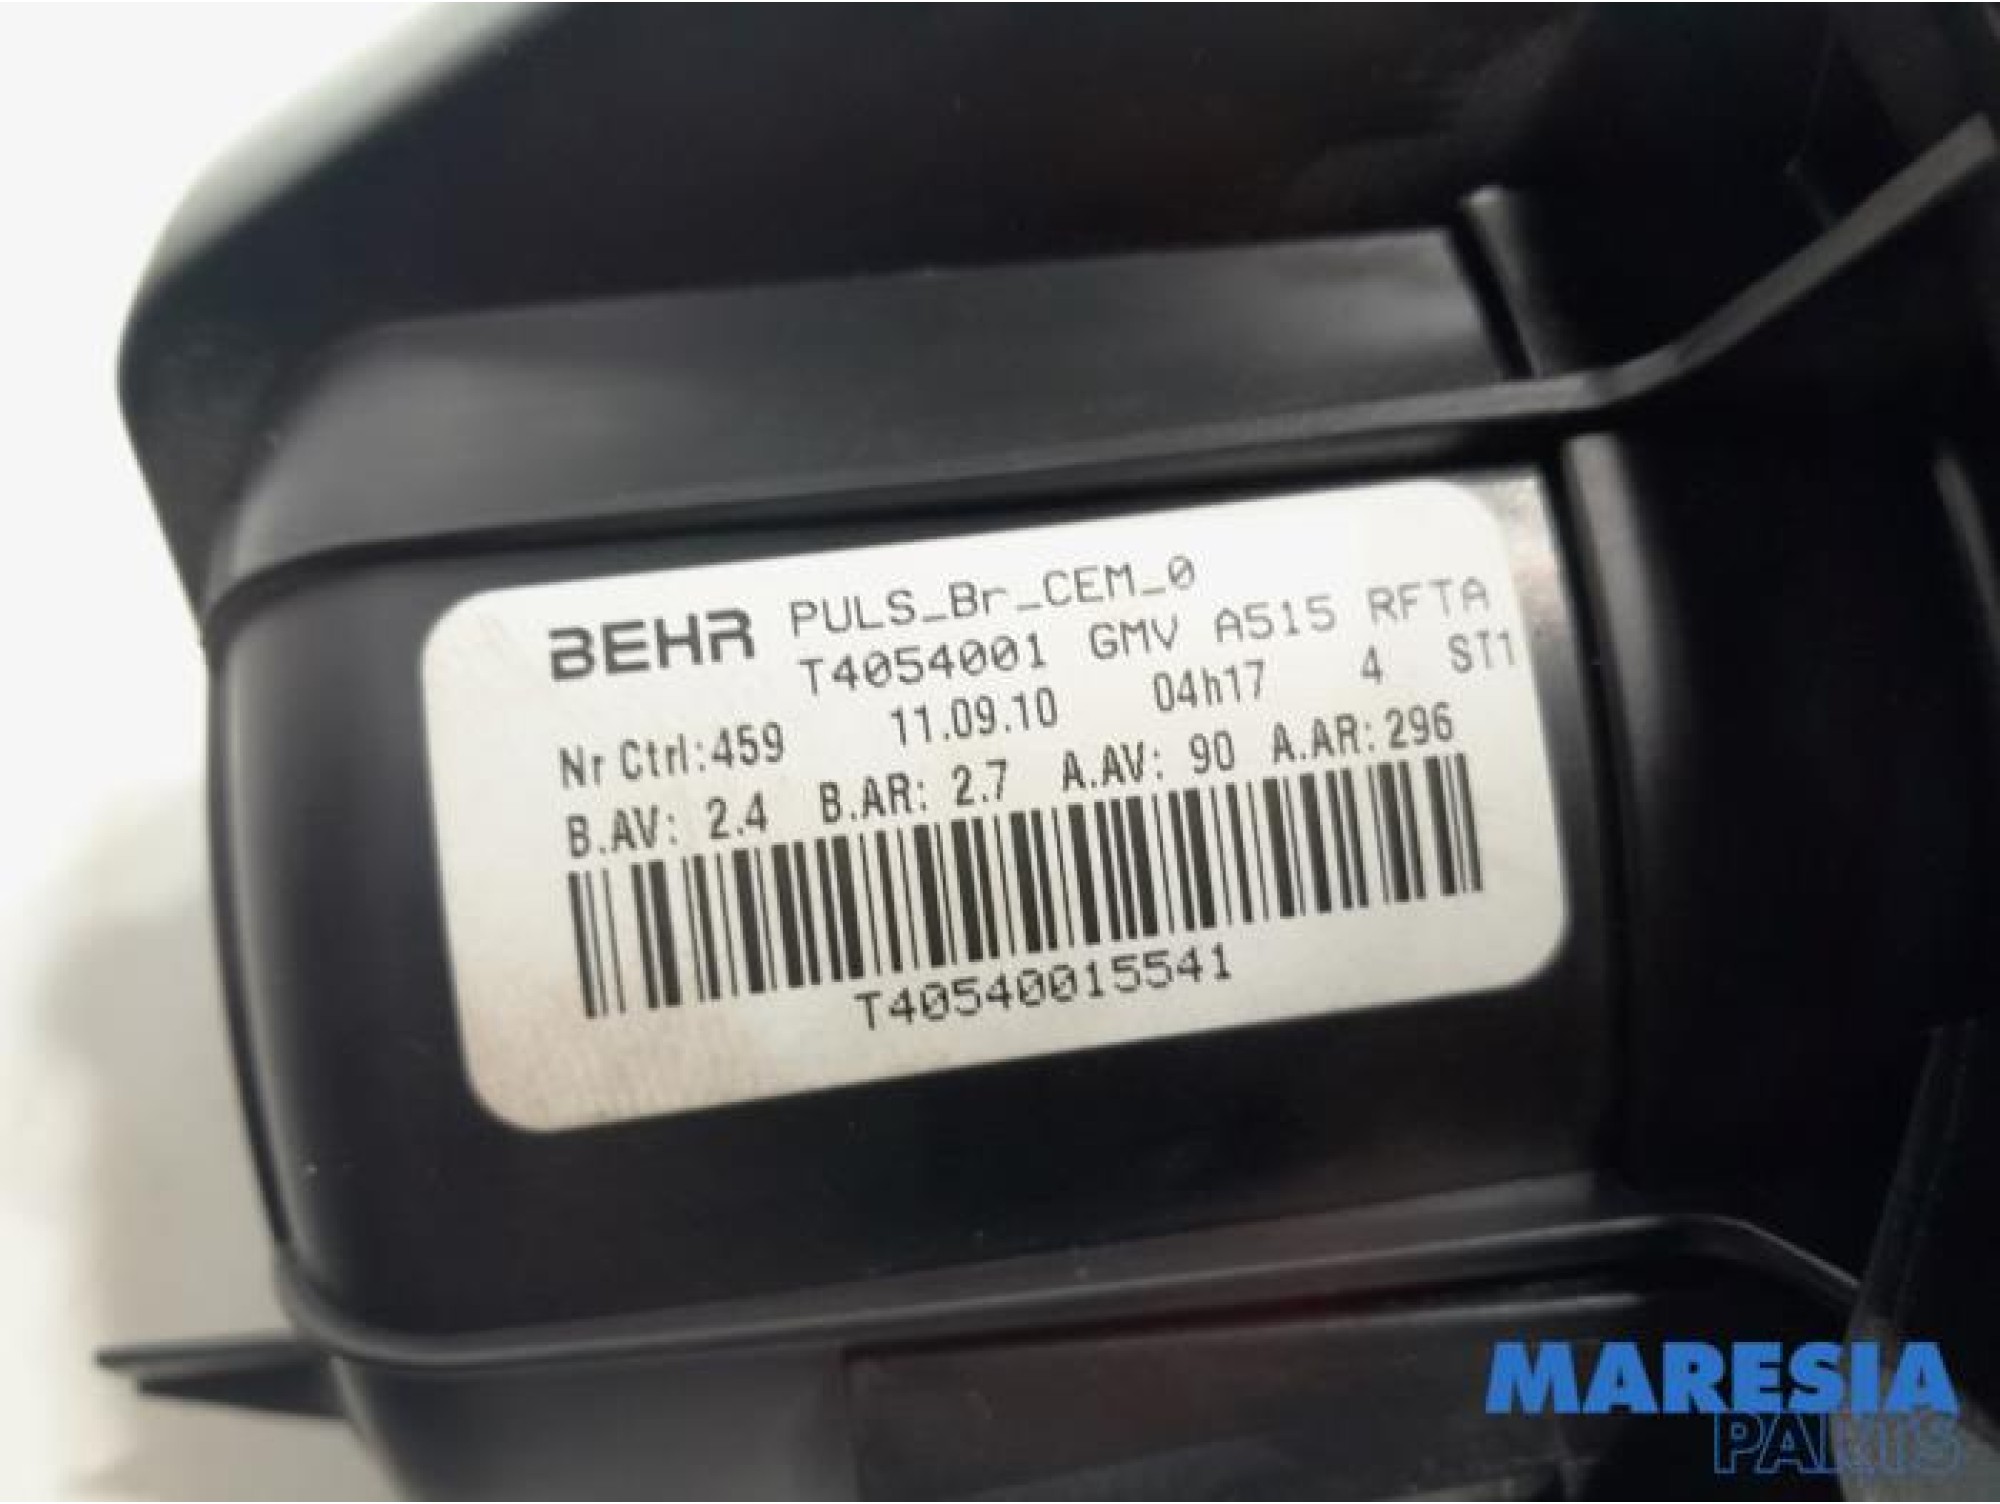 BEHR PULS_Br_CEM_0
T4054001 GMV A515 RFTA
Nr Ctrl:459 11.09.10 04h17 4 ST1
B.AV: 2.4 B.AR: 2.7 A.AV: 90 A.AR: 296
T40540015541
MARESIA
PARTS